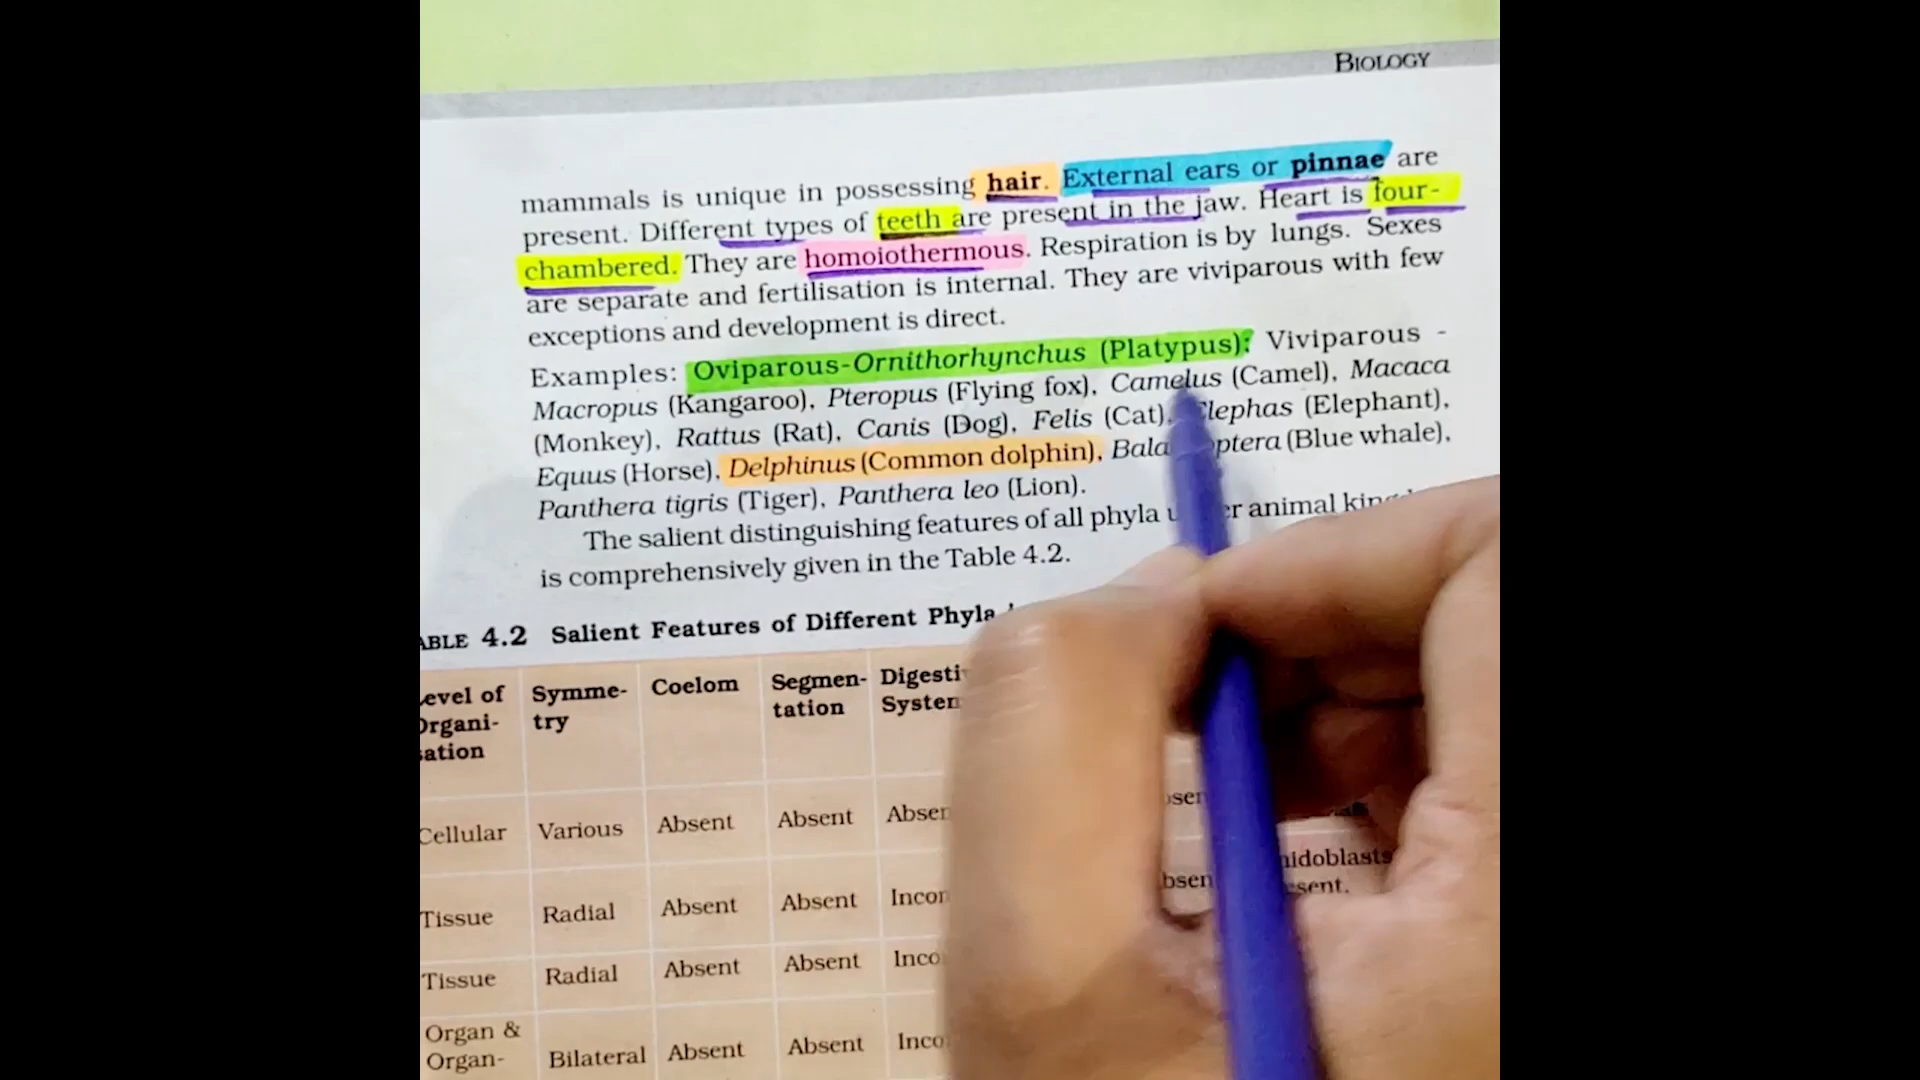 BIOLOGY
mammals is unique in possessing hair. External ears or pinnae are
present. Different types of teeth are present in the jaw. Heart is four-
chambered. They are homoiothermous. Respiration is by lungs. Sexes
are separate and fertilisation is internal. They are viviparous with few
exceptions and development is direct.
Examples: Oviparous-Ornithorhynchus (Platypus); Viviparous -
Macropus (Kangaroo), Pteropus (Flying fox), Camelus (Camel), Macaca
(Monkey), Rattus (Rat), Canis (Dog), Felis (Cat), (Elephant),
Equus (Horse), Delphinus (Common dolphin), (Blue whale),
Panthera tigris (Tiger), Panthera leo (Lion).
The salient distinguishing features of all phyla animal
is comprehensively given in the Table 4.2.
4.2 Salient Features of Different Phyla
Level of Symme- Coelom Segmen-
try tation
Cellular Various Absent Absent
Tissue Radial Absent Absent
Tissue Radial Absent Absent
Organ &
Organ- Bilateral Absent Absent